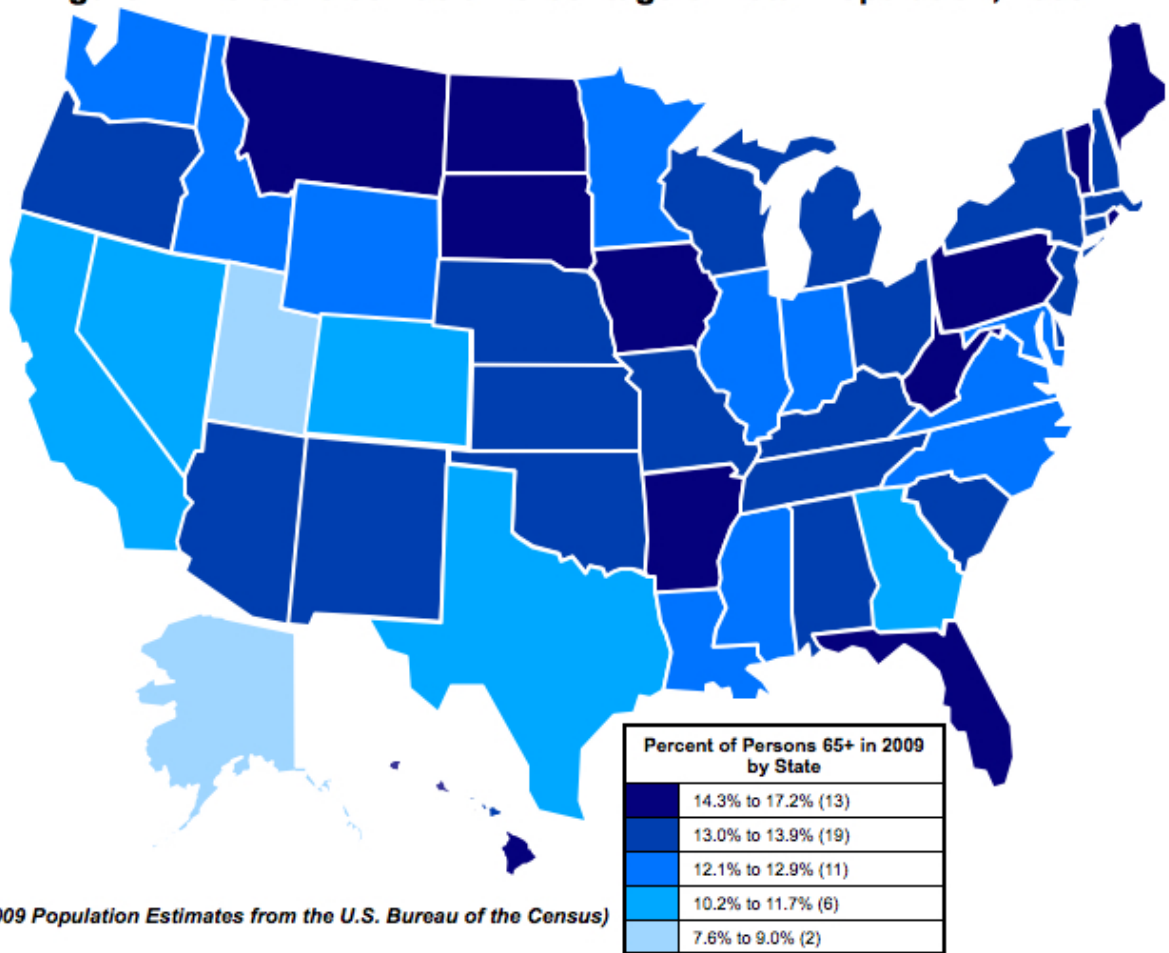 Percent of Persons 65+ in 2009
by State
14.3% to 17.2% (13)
13.0% to 13.9% (19)
12.1% to 12.9% (11)
10.2% to 11.7% (6)
7.6% to 9.0% (2)
09 Population Estimates from the U.S. Bureau of the Census)